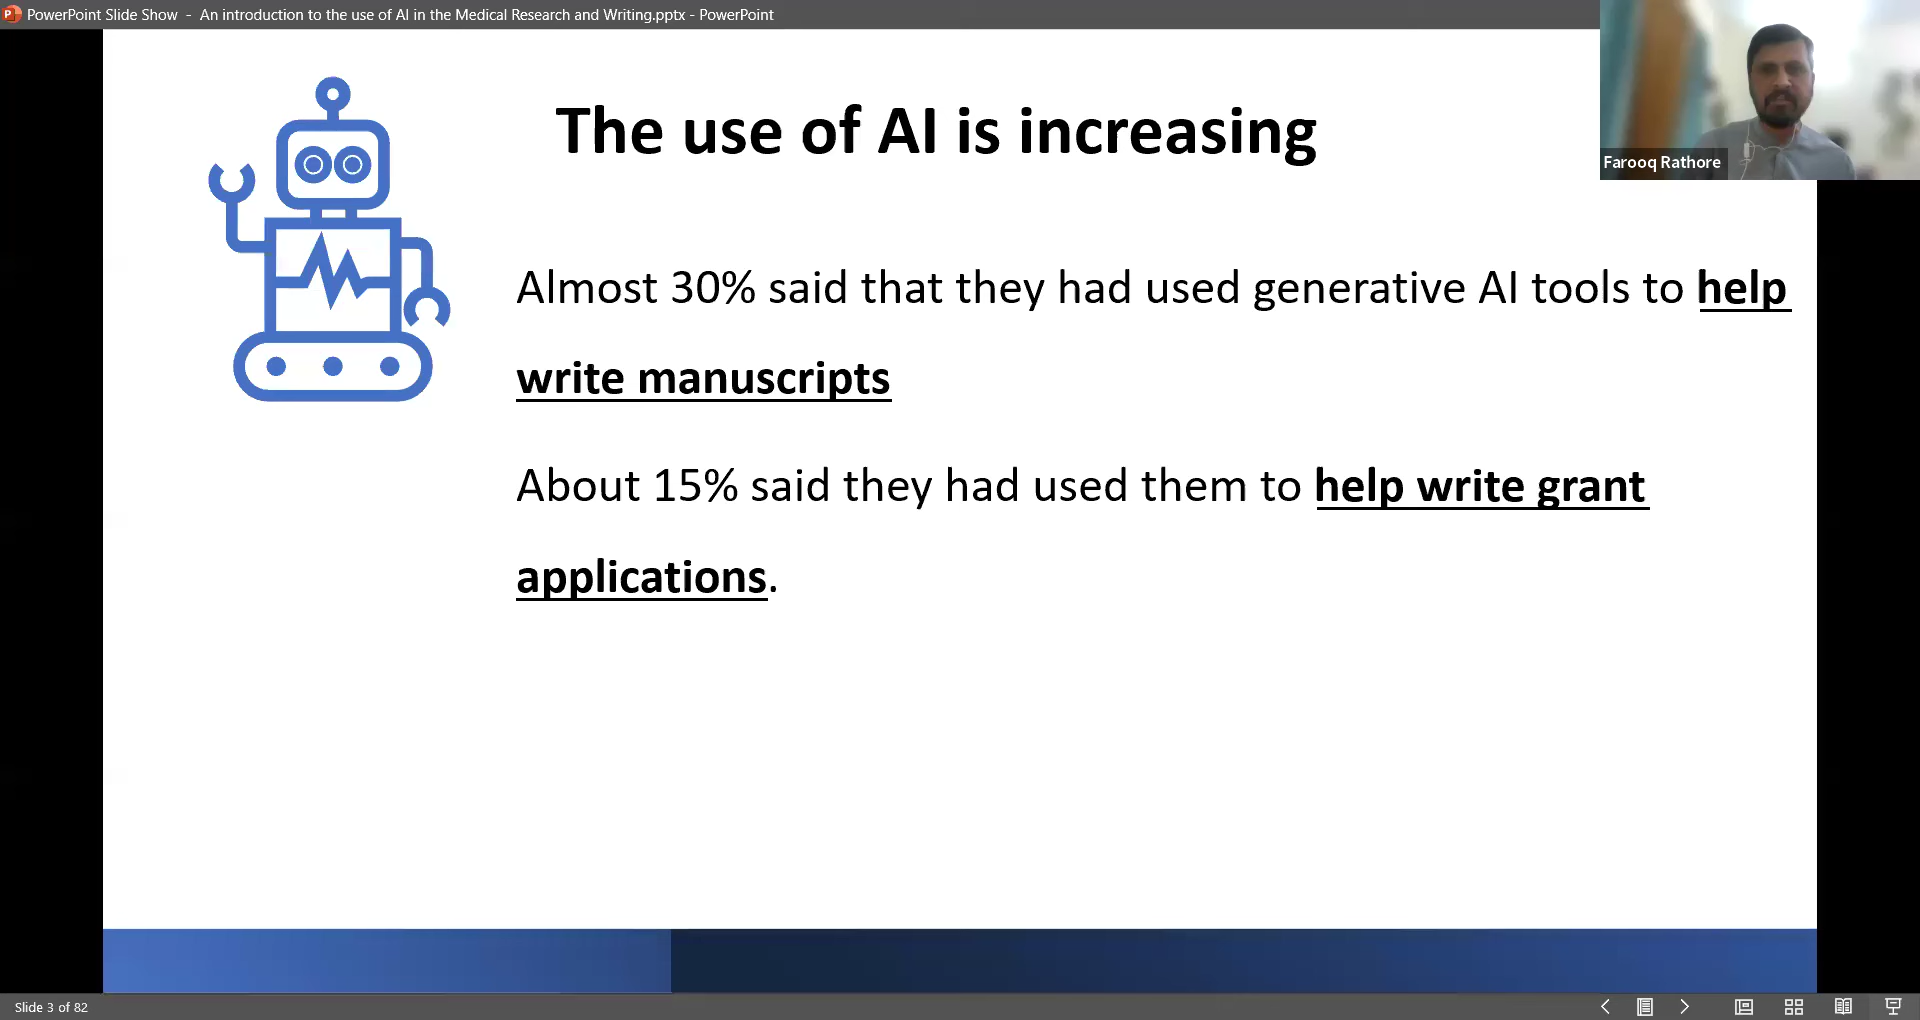 PowerPoint Slide Show - An introduction to the use of AI in the Medical Research and Writing.pptx - PowerPoint
The use of AI is increasing
Farooq Rathore
Almost 30% said that they had used generative AI tools to help
write manuscripts
About 15% said they had used them to help write grant
applications.
Slide 3 of 82